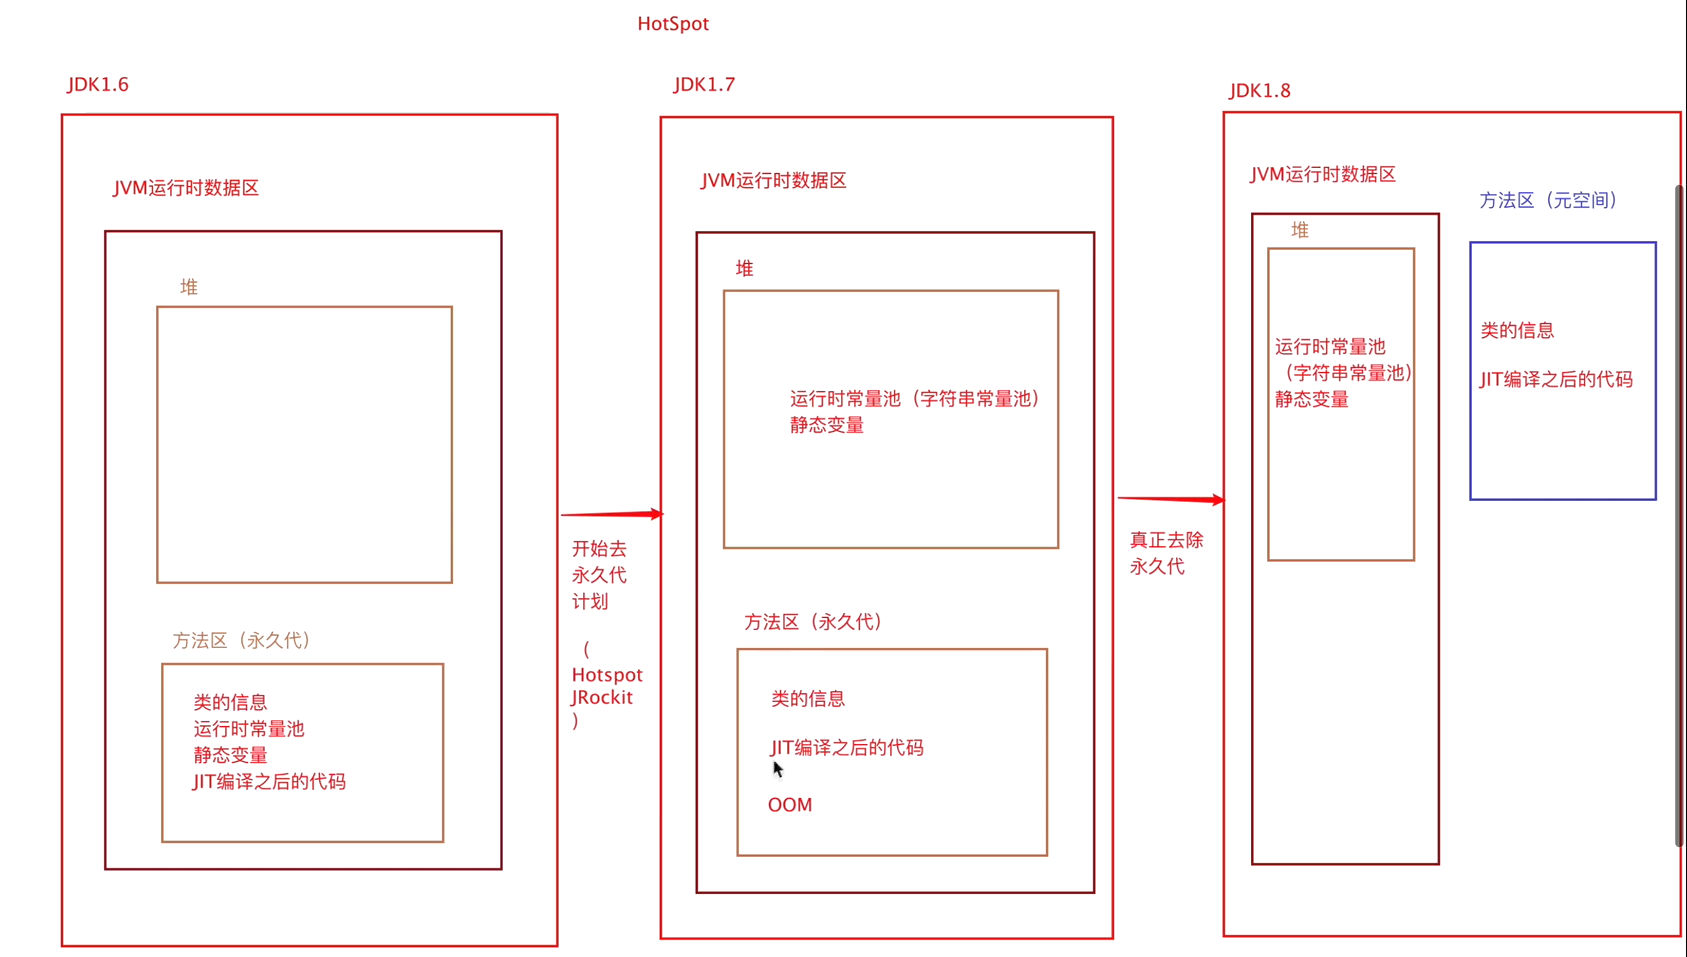 HotSpot
JDK1.6
JVM运行时数据区
堆
方法区（永久代）
类的信息
运行时常量池
静态变量
JIT编译之后的代码
开始去
永久代
计划
（
Hotspot
JRockit
）
JDK1.7
JVM运行时数据区
堆
运行时常量池（字符串常量池）
静态变量
方法区（永久代）
类的信息
JIT编译之后的代码
OOM
真正去除
永久代
JDK1.8
JVM运行时数据区
堆
运行时常量池
（字符串常量池）
静态变量
方法区（元空间）
类的信息
JIT编译之后的代码